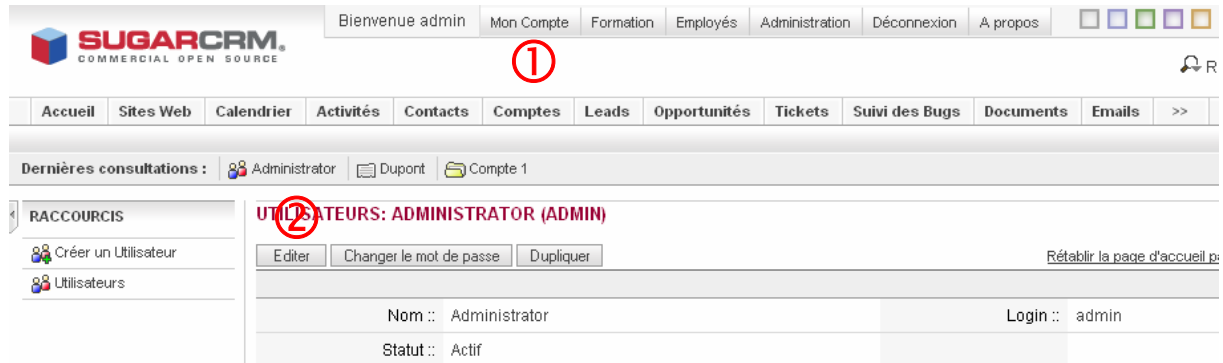 Bienvenue admin Mon Compte Formation Employés Administration Déconnexion A propos
SUGARCRM.
COMMERCIAL OPEN SOURCE
①
R
Accueil Sites Web Calendrier Activités Contacts Comptes Leads Opportunités Tickets Suivi des Bugs Documents Emails >>
Dernières consultations : Administrator Dupont Compte 1
RACCOURCIS
Créer un Utilisateur
Utilisateurs
UTILISATEURS: ADMINISTRATOR (ADMIN)
②
Editer Changer le mot de passe Dupliquer Rétablir la page d'accueil pa
Nom :: Administrator Login :: admin
Statut :: Actif